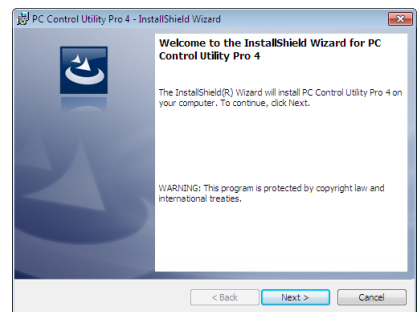 PC Control Utility Pro 4 - InstallShield Wizard
Welcome to the InstallShield Wizard for PC
Control Utility Pro 4
The InstallShield(R) Wizard will install PC Control Utility Pro 4 on
your computer. To continue, click Next.
WARNING: This program is protected by copyright law and
international treaties.
< Back
Next >
Cancel